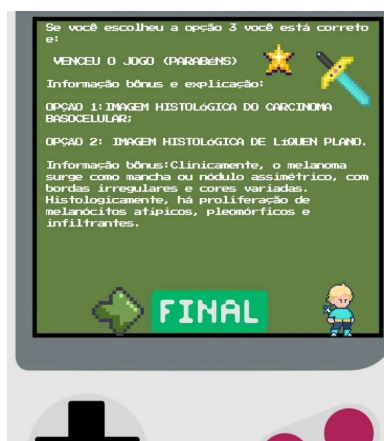 Se você escolheu a opção 3 você está correto
e:
VENCEU O JOGO (PARABéNS)
Informação bônus e explicação:
OPÇAO 1:IMAGEM HISTOLóGICA DO CARCINOMA
BASOCELULAR;
OPÇAO 2: IMAGEM HISTOLóGICA DE LíQUEN PLANO.
Informação bônus:Clinicamente, o melanoma
surge como mancha ou nódulo assimétrico, com
bordas irregulares e cores variadas.
Histologicamente, há proliferação de
melanócitos atípicos, pleomórficos e
infiltrantes.
FINAL